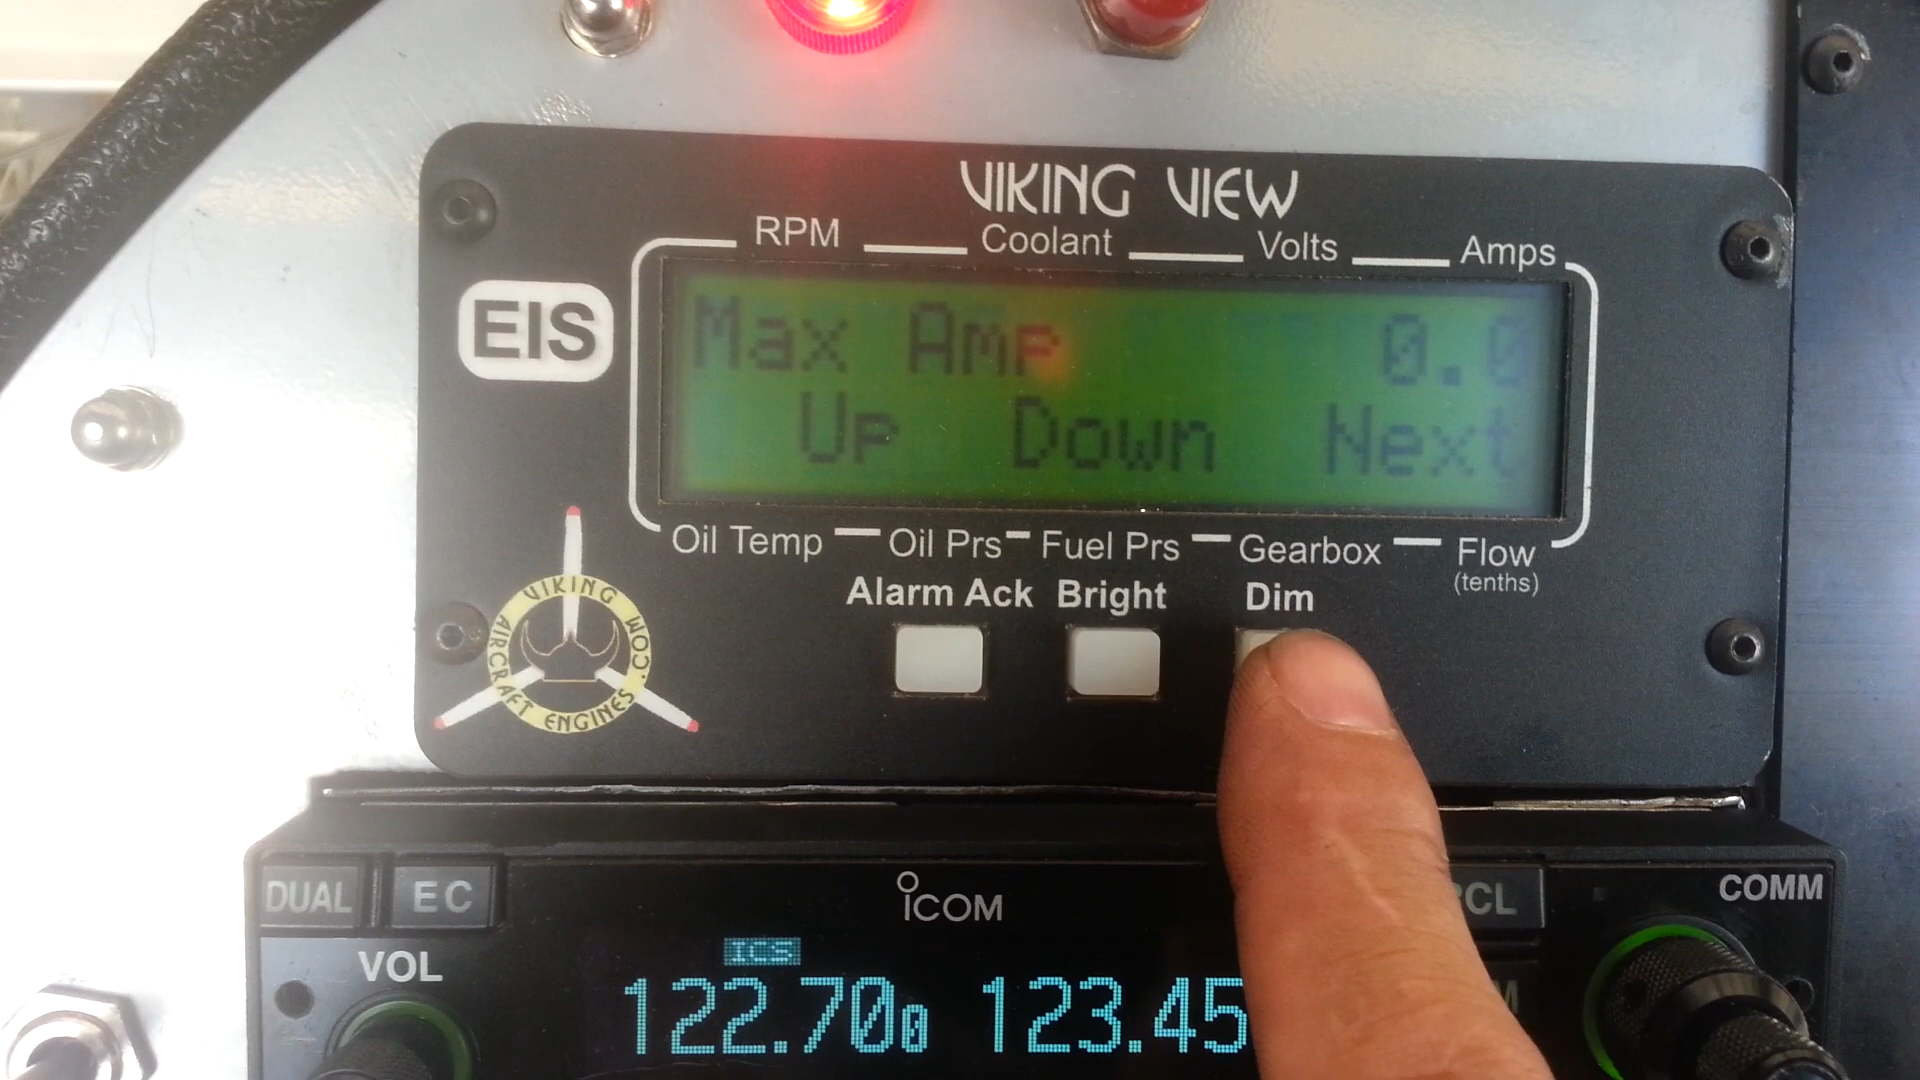 VIKING VIEW
RPM Coolant Volts Amps
EIS
Max Amp 0.0
Up Down Next
Oil Temp Oil Prs Fuel Prs Gearbox Flow
(tenths)
Alarm Ack Bright Dim
VIKING AIRCRAFT ENGINES .COM
DUAL EC ICOM COMM
VOL
ICS
122.700 123.45